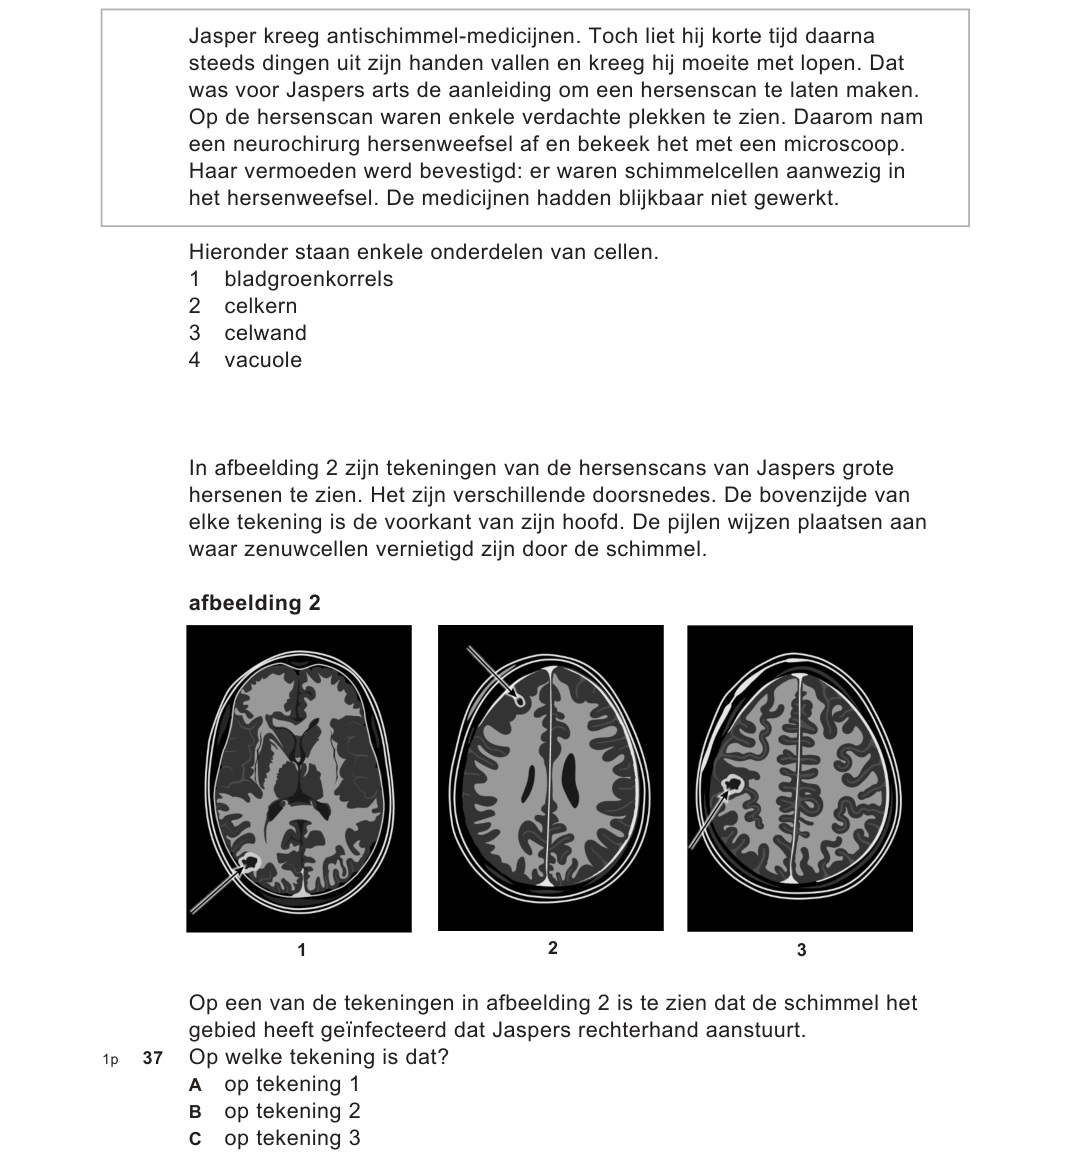 Jasper kreeg antischimmel-medicijnen. Toch liet hij korte tijd daarna
steeds dingen uit zijn handen vallen en kreeg hij moeite met lopen. Dat
was voor Jaspers arts de aanleiding om een hersenscan te laten maken.
Op de hersenscan waren enkele verdachte plekken te zien. Daarom nam
een neurochirurg hersenweefsel af en bekeek het met een microscoop.
Haar vermoeden werd bevestigd: er waren schimmelcellen aanwezig in
het hersenweefsel. De medicijnen hadden blijkbaar niet gewerkt.
Hieronder staan enkele onderdelen van cellen.
1 bladgroenkorrels
2 celkern
3 celwand
4 vacuole
In afbeelding 2 zijn tekeningen van de hersenscans van Jaspers grote
hersenen te zien. Het zijn verschillende doorsnedes. De bovenzijde van
elke tekening is de voorkant van zijn hoofd. De pijlen wijzen plaatsen aan
waar zenuwcellen vernietigd zijn door de schimmel.
afbeelding 2
1 2 3
Op een van de tekeningen in afbeelding 2 is te zien dat de schimmel het
gebied heeft geïnfecteerd dat Jaspers rechterhand aanstuurt.
1p 37 Op welke tekening is dat?
A op tekening 1
B op tekening 2
C op tekening 3